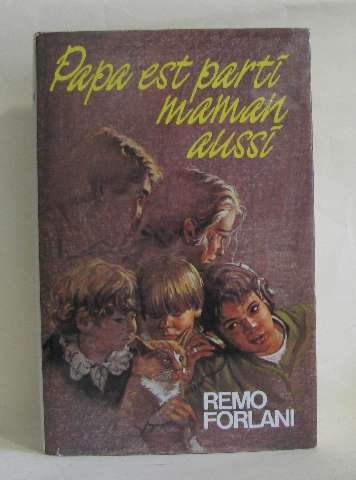 Papa est parti
maman
aussi
REMO
FORLANI